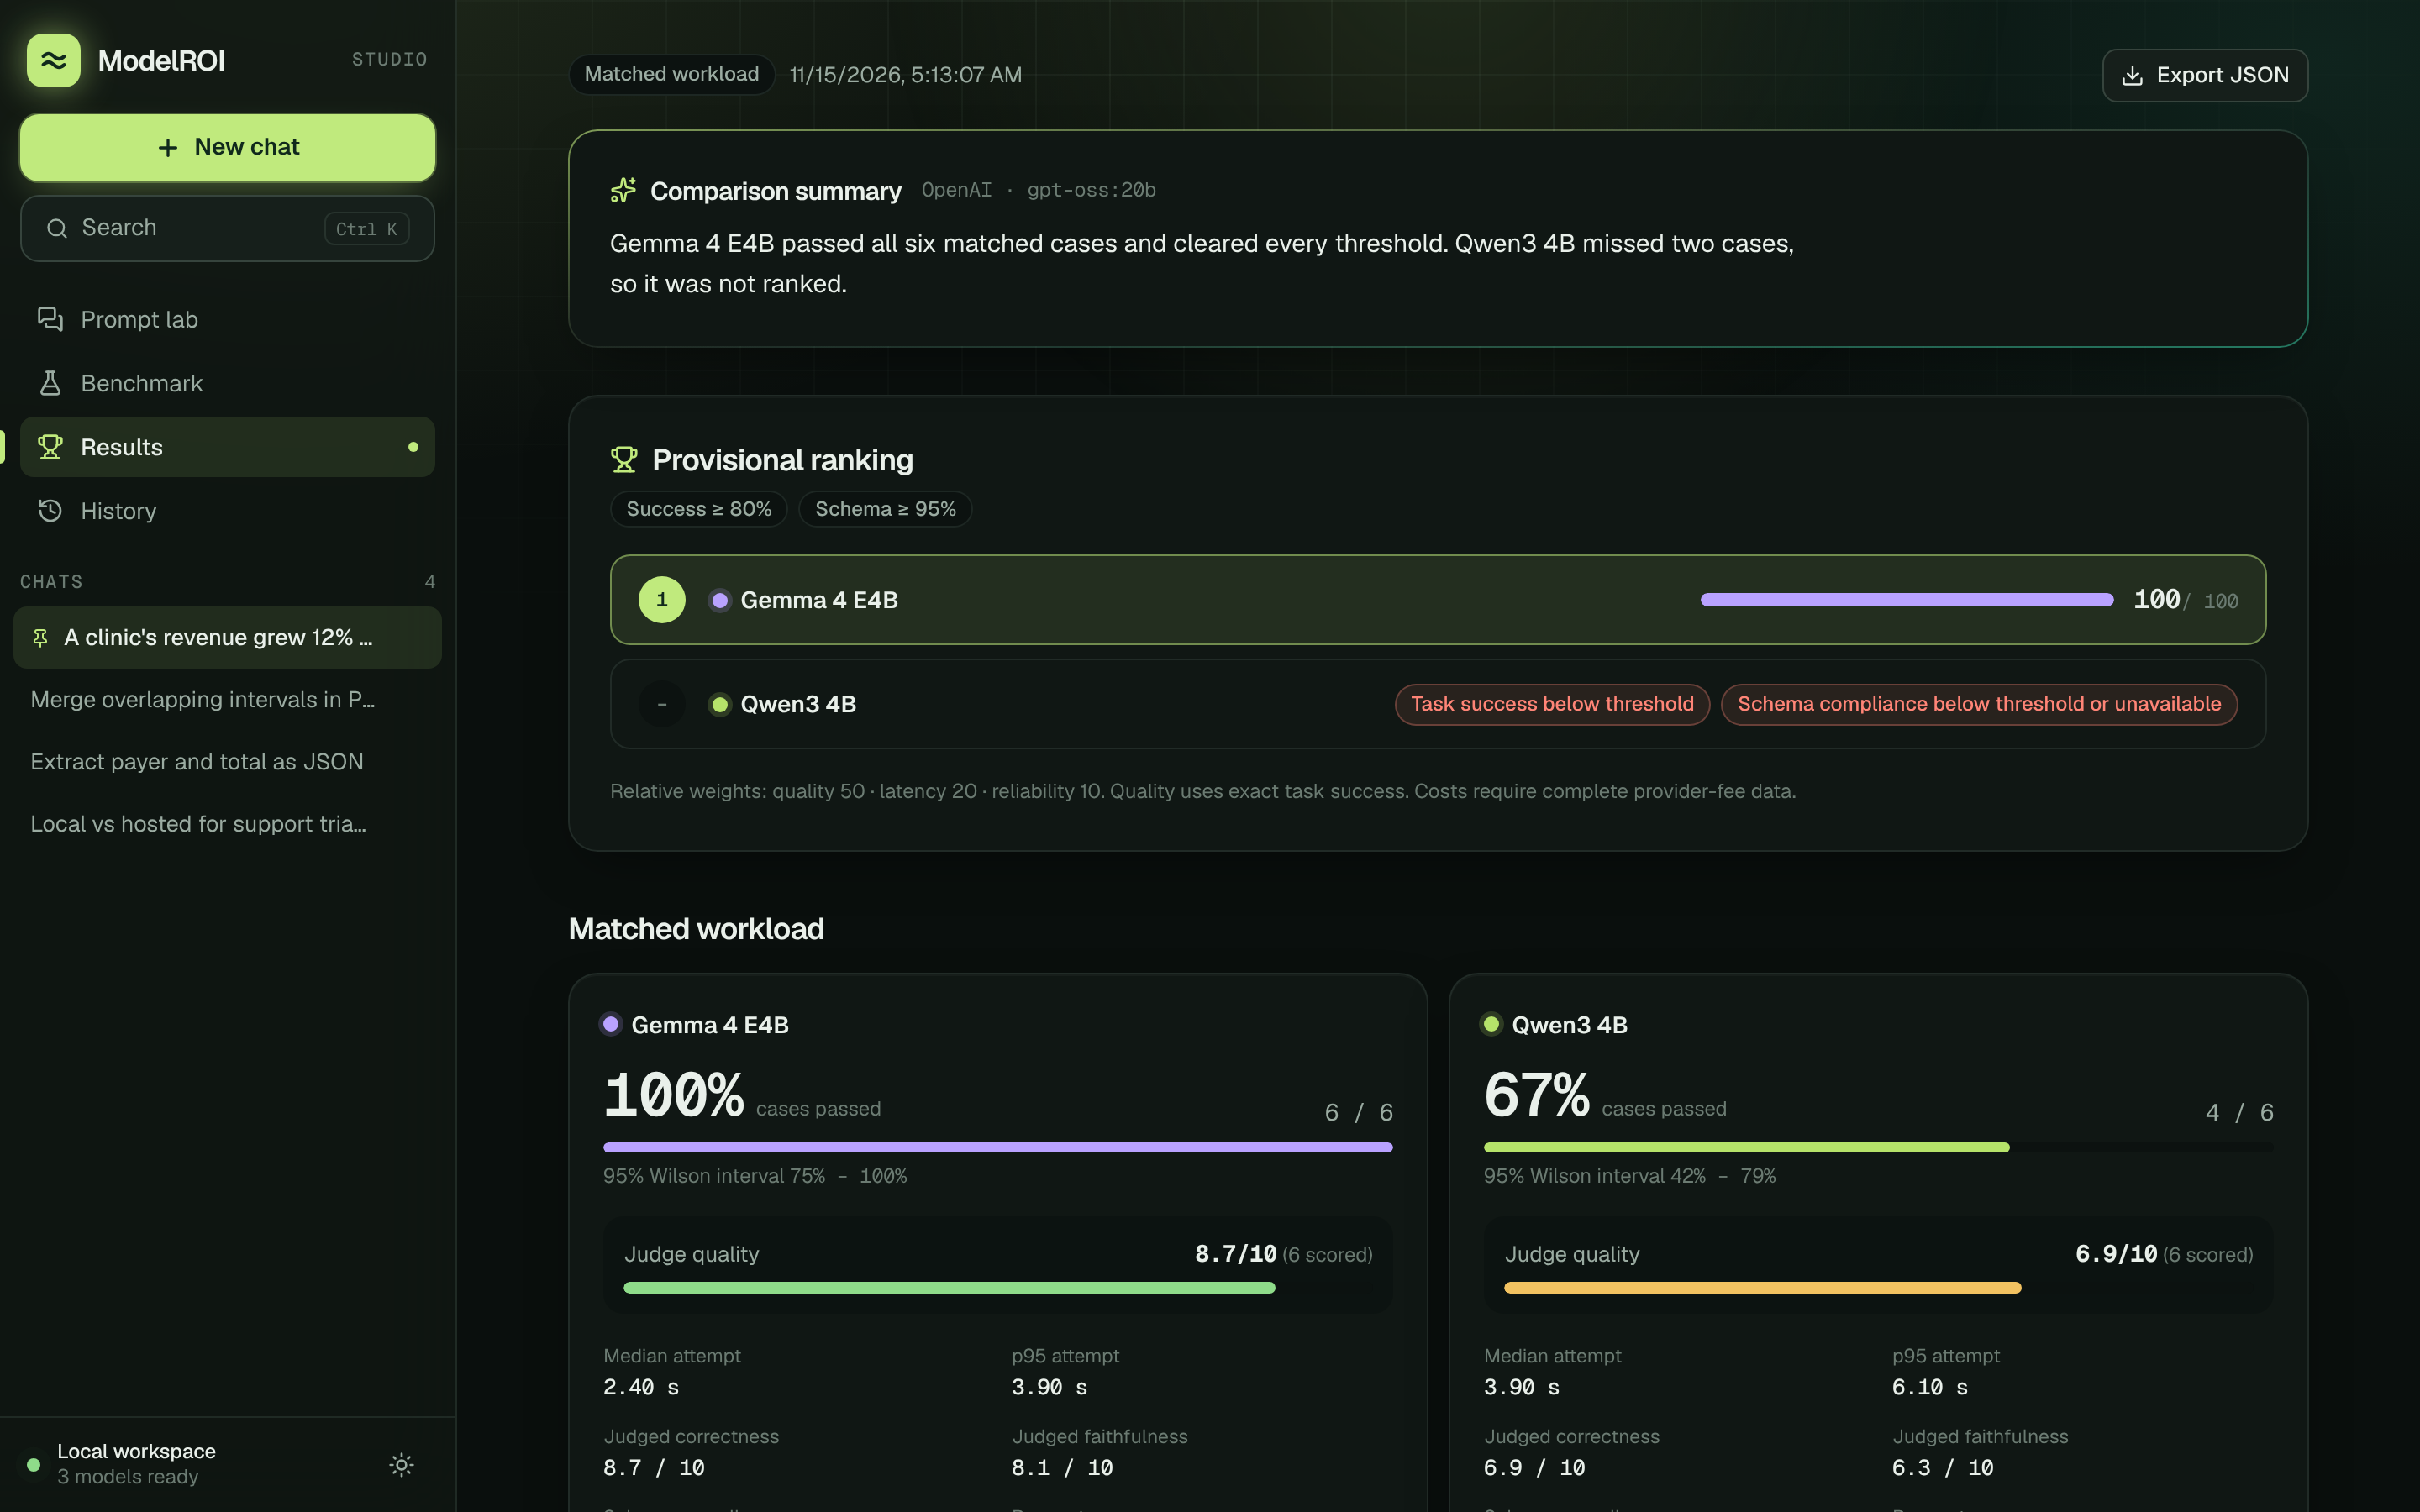 ModelROI
STUDIO
New chat
Search
Ctrl K
Prompt lab
Benchmark
Results
History
CHATS
4
A clinic's revenue grew 12% ...
Merge overlapping intervals in P...
Extract payer and total as JSON
Local vs hosted for support tria...
Local workspace
3 models ready
Matched workload
11/15/2026, 5:13:07 AM
Export JSON
Comparison summary
OpenAI · gpt-oss:20b
Gemma 4 E4B passed all six matched cases and cleared every threshold. Qwen3 4B missed two cases,
so it was not ranked.
Provisional ranking
Success ≥ 80%
Schema ≥ 95%
1
Gemma 4 E4B
100/ 100
-
Qwen3 4B
Task success below threshold
Schema compliance below threshold or unavailable
Relative weights: quality 50 · latency 20 · reliability 10. Quality uses exact task success. Costs require complete provider-fee data.
Matched workload
Gemma 4 E4B
100% cases passed
6 / 6
95% Wilson interval 75% – 100%
Judge quality
8.7/10 (6 scored)
Median attempt
2.40 s
p95 attempt
3.90 s
Judged correctness
8.7 / 10
Judged faithfulness
8.1 / 10
Qwen3 4B
67% cases passed
4 / 6
95% Wilson interval 42% – 79%
Judge quality
6.9/10 (6 scored)
Median attempt
3.90 s
p95 attempt
6.10 s
Judged correctness
6.9 / 10
Judged faithfulness
6.3 / 10